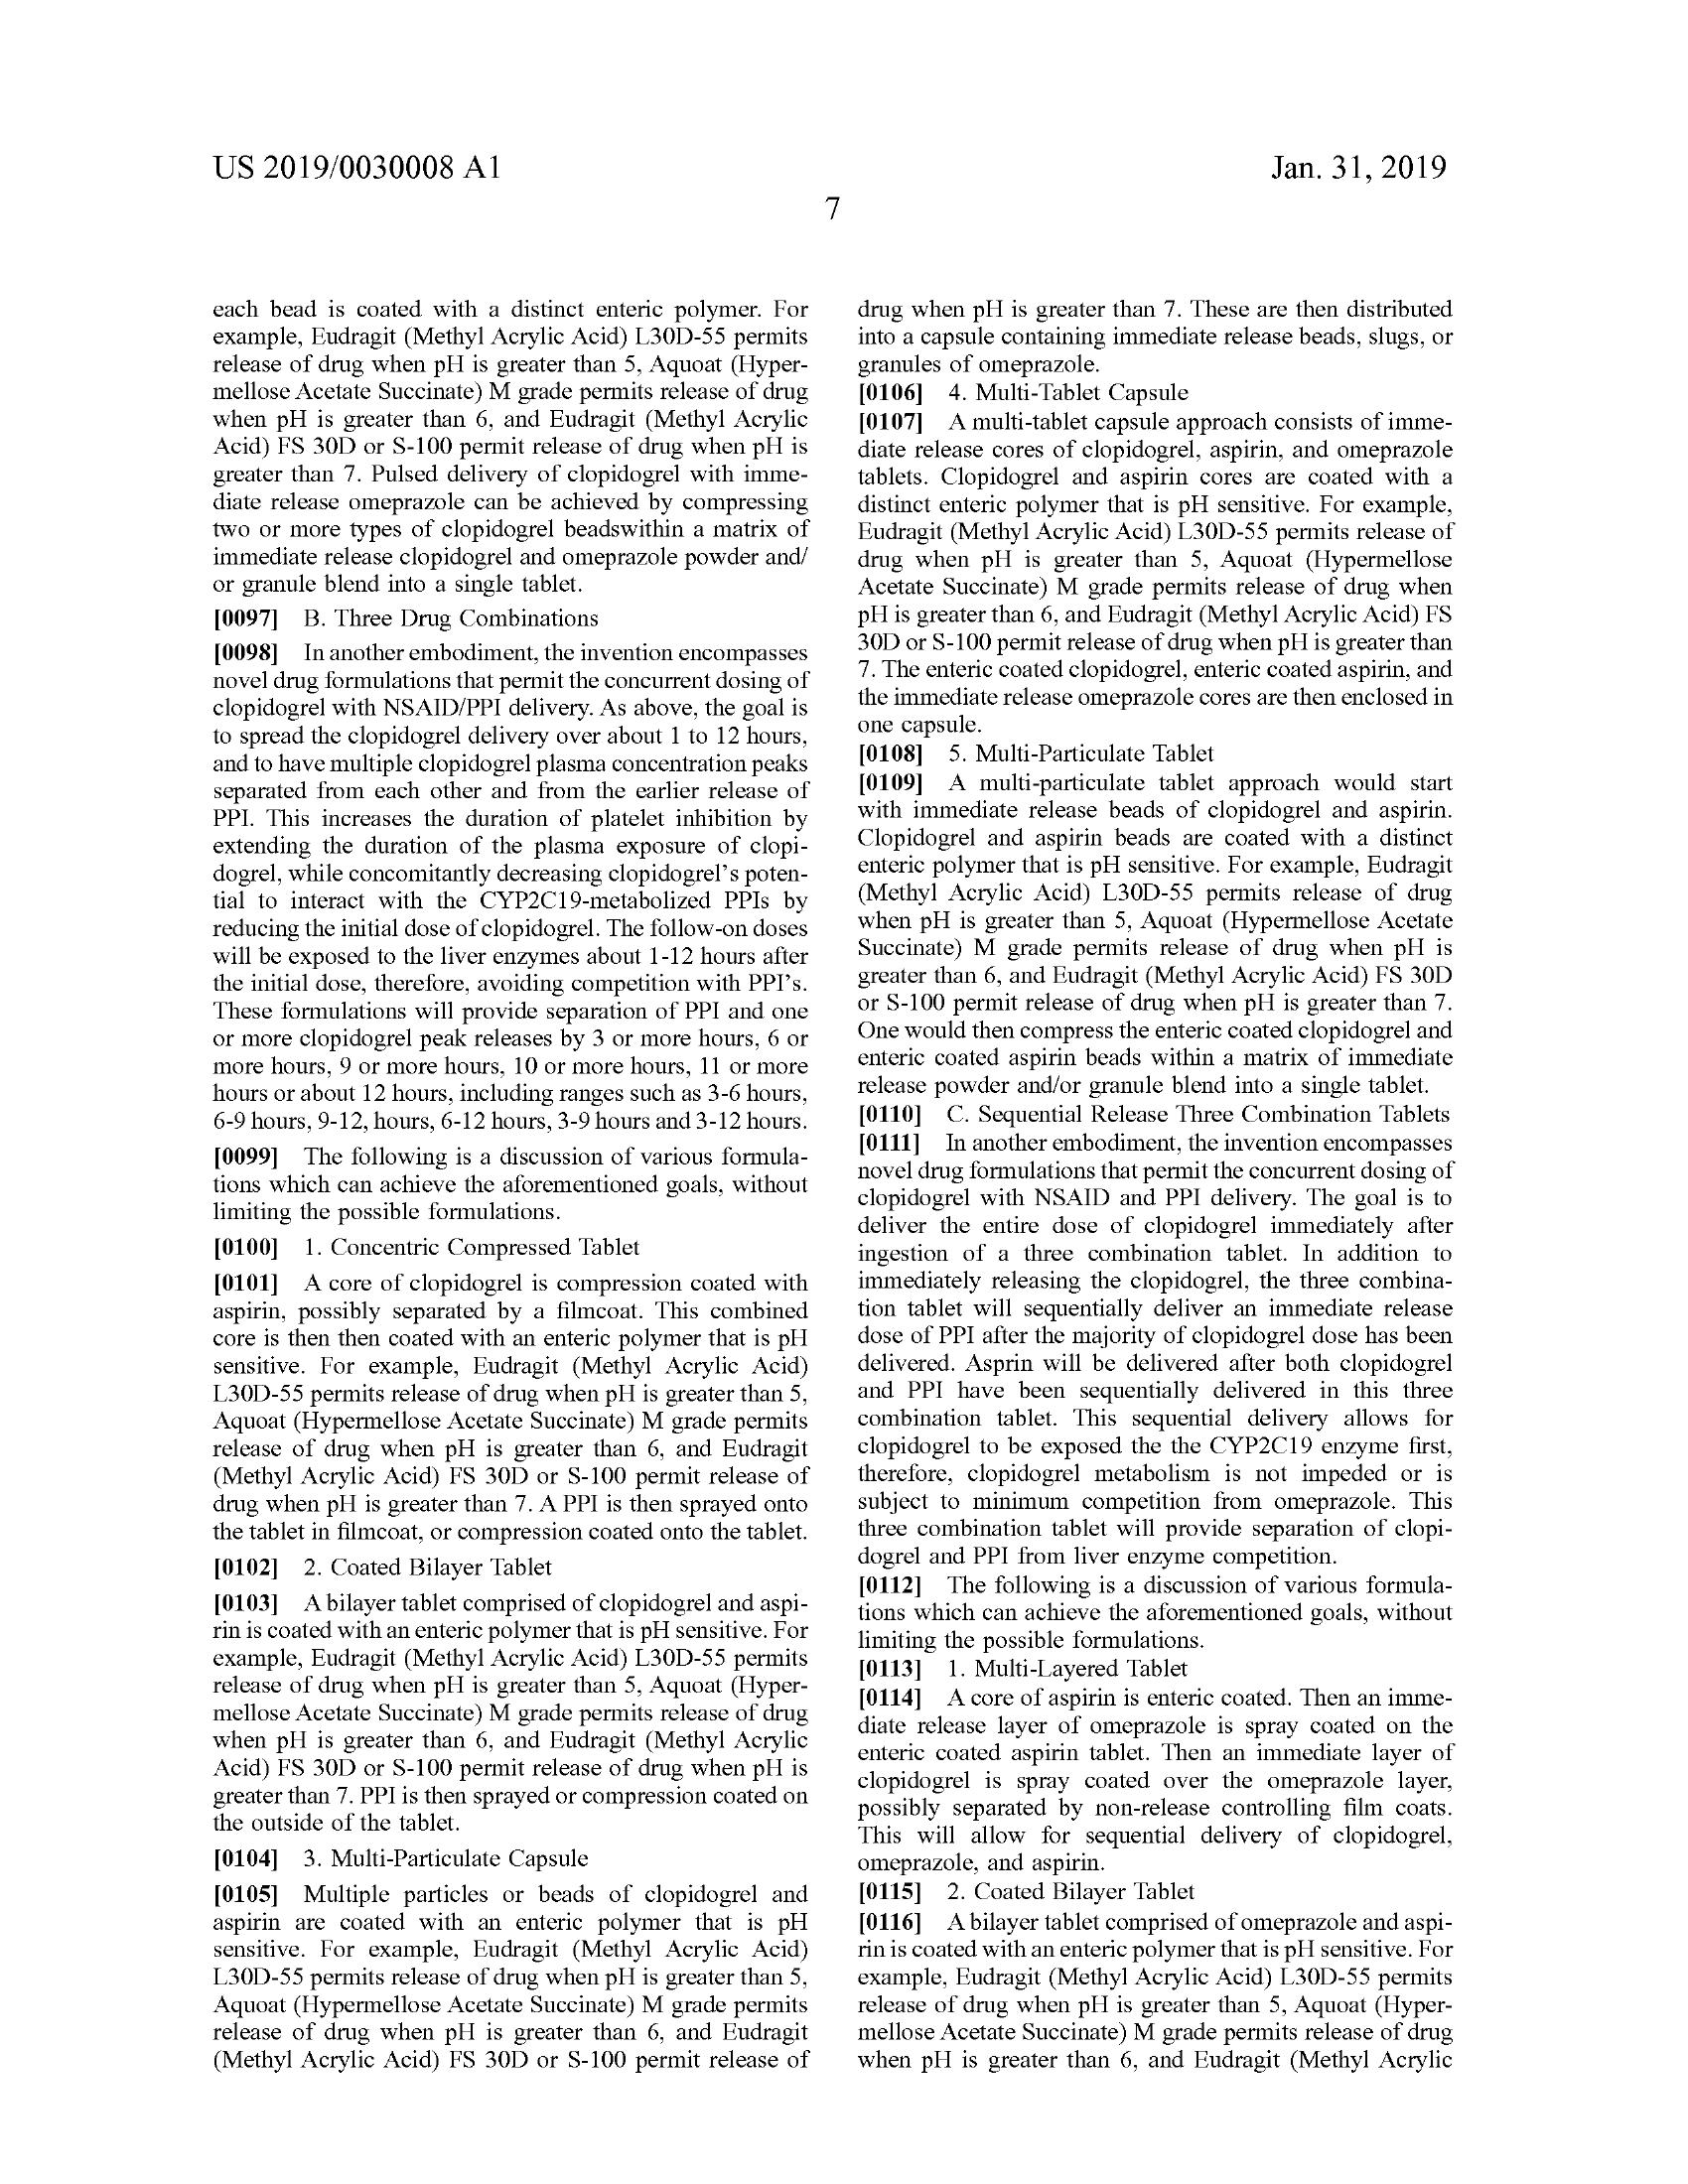 US 2019/0030008 A1
Jan. 31, 2019
7
each bead is coated with a distinct enteric polymer. For
example, Eudragit (Methyl Acrylic Acid) L30D-55 permits
release of drug when pH is greater than 5, Aquoat (Hyper-
mellose Acetate Succinate) M grade permits release of drug
when pH is greater than 6, and Eudragit (Methyl Acrylic
Acid) FS 30D or S-100 permit release of drug when pH is
greater than 7. Pulsed delivery of clopidogrel with imme-
diate release omeprazole can be achieved by compressing
two or more types of clopidogrel beadswithin a matrix of
immediate release clopidogrel and omeprazole powder and/
or granule blend into a single tablet.
[0097] B. Three Drug Combinations
[0098] In another embodiment, the invention encompasses
novel drug formulations that permit the concurrent dosing of
clopidogrel with NSAID/PPI delivery. As above, the goal is
to spread the clopidogrel delivery over about 1 to 12 hours,
and to have multiple clopidogrel plasma concentration peaks
separated from each other and from the earlier release of
PPI. This increases the duration of platelet inhibition by
extending the duration of the plasma exposure of clopi-
dogrel, while concomitantly decreasing clopidogrel's poten-
tial to interact with the CYP2C19-metabolized PPIs by
reducing the initial dose of clopidogrel. The follow-on doses
will be exposed to the liver enzymes about 1-12 hours after
the initial dose, therefore, avoiding competition with PPI's.
These formulations will provide separation of PPI and one
or more clopidogrel peak releases by 3 or more hours, 6 or
more hours, 9 or more hours, 10 or more hours, 11 or more
hours or about 12 hours, including ranges such as 3-6 hours,
6-9 hours, 9-12, hours, 6-12 hours, 3-9 hours and 3-12 hours.
[0099] The following is a discussion of various formula-
tions which can achieve the aforementioned goals, without
limiting the possible formulations.
[0100] 1. Concentric Compressed Tablet
[0101] A core of clopidogrel is compression coated with
aspirin, possibly separated by a filmcoat. This combined
core is then then coated with an enteric polymer that is pH
sensitive. For example, Eudragit (Methyl Acrylic Acid)
L30D-55 permits release of drug when pH is greater than 5,
Aquoat (Hypermellose Acetate Succinate) M grade permits
release of drug when pH is greater than 6, and Eudragit
(Methyl Acrylic Acid) FS 30D or S-100 permit release of
drug when pH is greater than 7. A PPI is then sprayed onto
the tablet in filmcoat, or compression coated onto the tablet.
[0102] 2. Coated Bilayer Tablet
[0103] A bilayer tablet comprised of clopidogrel and aspi-
rin is coated with an enteric polymer that is pH sensitive. For
example, Eudragit (Methyl Acrylic Acid) L30D-55 permits
release of drug when pH is greater than 5, Aquoat (Hyper-
mellose Acetate Succinate) M grade permits release of drug
when pH is greater than 6, and Eudragit (Methyl Acrylic
Acid) FS 30D or S-100 permit release of drug when pH is
greater than 7. PPI is then sprayed or compression coated on
the outside of the tablet.
[0104] 3. Multi-Particulate Capsule
[0105] Multiple particles or beads of clopidogrel and
aspirin are coated with an enteric polymer that is pH
sensitive. For example, Eudragit (Methyl Acrylic Acid)
L30D-55 permits release of drug when pH is greater than 5,
Aquoat (Hypermellose Acetate Succinate) M grade permits
release of drug when pH is greater than 6, and Eudragit
(Methyl Acrylic Acid) FS 30D or S-100 permit release of
drug when pH is greater than 7. These are then distributed
into a capsule containing immediate release beads, slugs, or
granules of omeprazole.
[0106] 4. Multi-Tablet Capsule
[0107] A multi-tablet capsule approach consists of imme-
diate release cores of clopidogrel, aspirin, and omeprazole
tablets. Clopidogrel and aspirin cores are coated with a
distinct enteric polymer that is pH sensitive. For example,
Eudragit (Methyl Acrylic Acid) L30D-55 permits release of
drug when pH is greater than 5, Aquoat (Hypermellose
Acetate Succinate) M grade permits release of drug when
pH is greater than 6, and Eudragit (Methyl Acrylic Acid) FS
30D or S-100 permit release of drug when pH is greater than
7. The enteric coated clopidogrel, enteric coated aspirin, and
the immediate release omeprazole cores are then enclosed in
one capsule.
[0108] 5. Multi-Particulate Tablet
[0109] A multi-particulate tablet approach would start
with immediate release beads of clopidogrel and aspirin.
Clopidogrel and aspirin beads are coated with a distinct
enteric polymer that is pH sensitive. For example, Eudragit
(Methyl Acrylic Acid) L30D-55 permits release of drug
when pH is greater than 5, Aquoat (Hypermellose Acetate
Succinate) M grade permits release of drug when pH is
greater than 6, and Eudragit (Methyl Acrylic Acid) FS 30D
or S-100 permit release of drug when pH is greater than 7.
One would then compress the enteric coated clopidogrel and
enteric coated aspirin beads within a matrix of immediate
release powder and/or granule blend into a single tablet.
[0110] C. Sequential Release Three Combination Tablets
[0111] In another embodiment, the invention encompasses
novel drug formulations that permit the concurrent dosing of
clopidogrel with NSAID and PPI delivery. The goal is to
deliver the entire dose of clopidogrel immediately after
ingestion of a three combination tablet. In addition to
immediately releasing the clopidogrel, the three combina-
tion tablet will sequentially deliver an immediate release
dose of PPI after the majority of clopidogrel dose has been
delivered. Asprin will be delivered after both clopidogrel
and PPI have been sequentially delivered in this three
combination tablet. This sequential delivery allows for
clopidogrel to be exposed the the CYP2C19 enzyme first,
therefore, clopidogrel metabolism is not impeded or is
subject to minimum competition from omeprazole. This
three combination tablet will provide separation of clopi-
dogrel and PPI from liver enzyme competition.
[0112] The following is a discussion of various formula-
tions which can achieve the aforementioned goals, without
limiting the possible formulations.
[0113] 1. Multi-Layered Tablet
[0114] A core of aspirin is enteric coated. Then an imme-
diate release layer of omeprazole is spray coated on the
enteric coated aspirin tablet. Then an immediate layer of
clopidogrel is spray coated over the omeprazole layer,
possibly separated by non-release controlling film coats.
This will allow for sequential delivery of clopidogrel,
omeprazole, and aspirin.
[0115] 2. Coated Bilayer Tablet
[0116] A bilayer tablet comprised of omeprazole and aspi-
rin is coated with an enteric polymer that is pH sensitive. For
example, Eudragit (Methyl Acrylic Acid) L30D-55 permits
release of drug when pH is greater than 5, Aquoat (Hyper-
mellose Acetate Succinate) M grade permits release of drug
when pH is greater than 6, and Eudragit (Methyl Acrylic